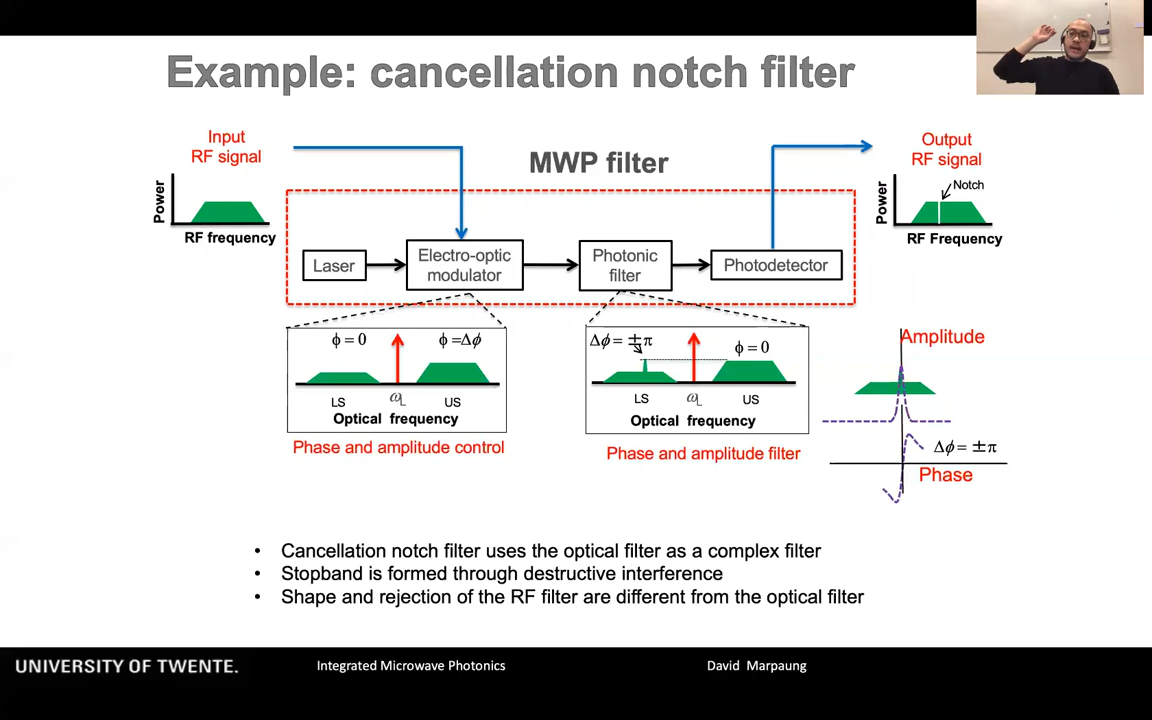 Example: cancellation notch filter
Input
RF signal
Power
RF frequency
MWP filter
Laser
Electro-optic
modulator
Photonic
filter
Photodetector
Output
RF signal
Notch
Power
RF Frequency
ϕ = 0
ϕ =Δϕ
LS
ωL
US
Optical frequency
Phase and amplitude control
Δϕ = ±π
ϕ = 0
LS
ωL
US
Optical frequency
Phase and amplitude filter
Amplitude
Δϕ = ±π
Phase
• Cancellation notch filter uses the optical filter as a complex filter
• Stopband is formed through destructive interference
• Shape and rejection of the RF filter are different from the optical filter
UNIVERSITY OF TWENTE.
Integrated Microwave Photonics
David Marpaung